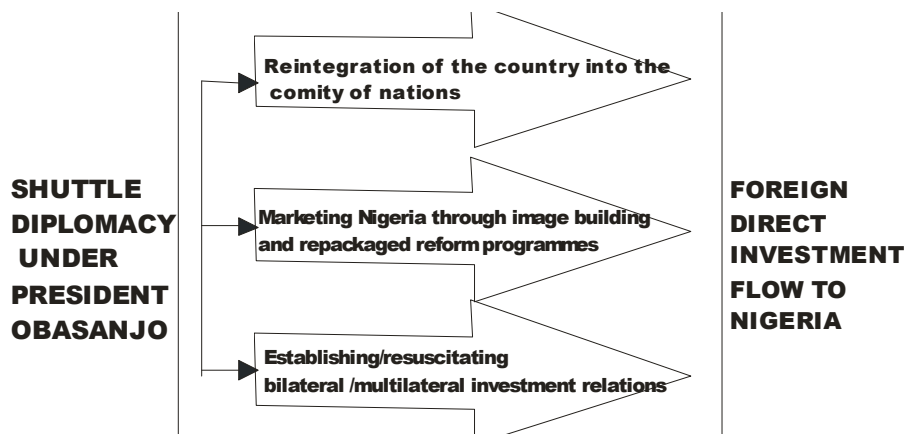 SHUTTLE
DIPLOMACY
UNDER
PRESIDENT
OBASANJO
Reintegration of the country into the
comity of nations
Marketing Nigeria through image building
and repackaged reform programmes
Establishing/resuscitating
bilateral /multilateral investment relations
FOREIGN
DIRECT
INVESTMENT
FLOW TO
NIGERIA